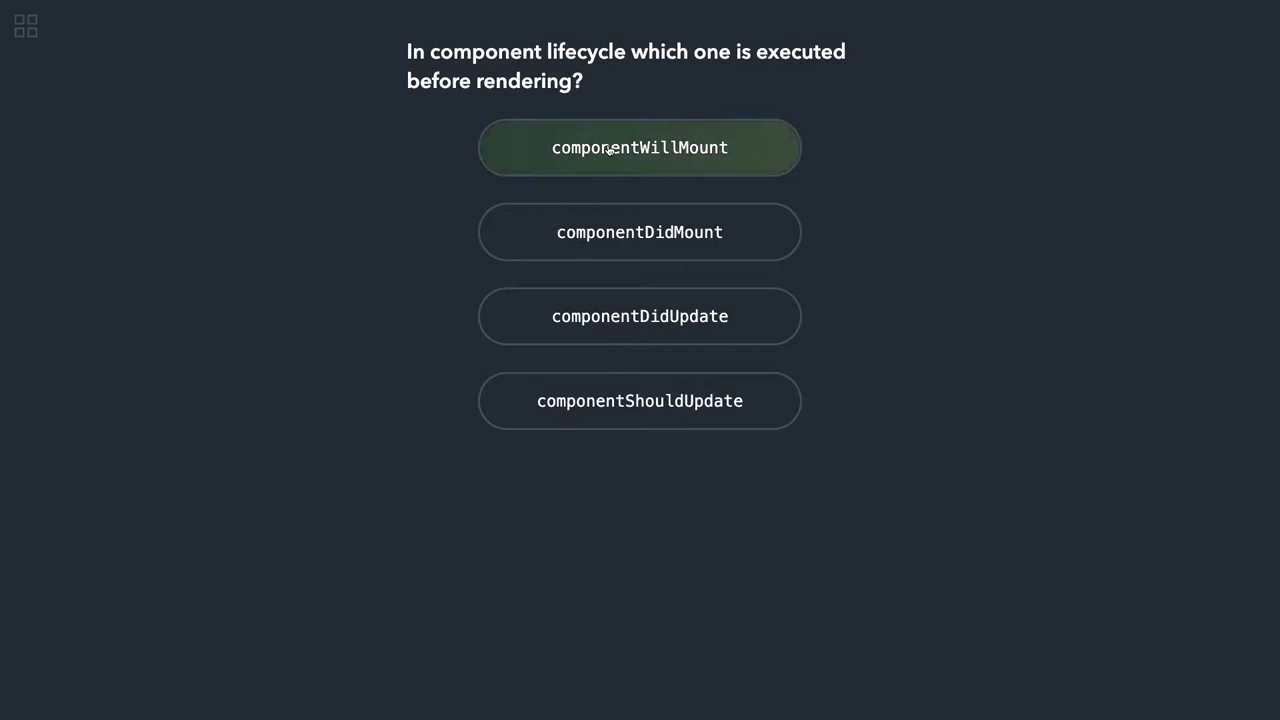 In component lifecycle which one is executed
before rendering?
componentWillMount
componentDidMount
componentDidUpdate
componentShouldUpdate